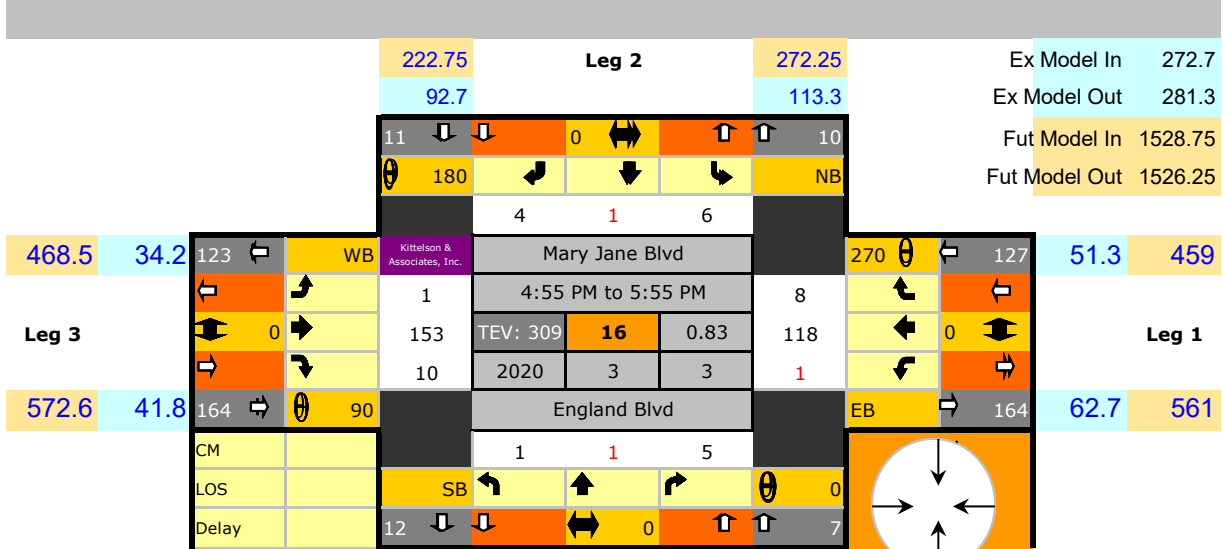 222.75 Leg 2 272.25 Ex Model In 272.7
92.7 113.3 Ex Model Out 281.3
11 0 10 Fut Model In 1528.75
θ 180 NB Fut Model Out 1526.25
4 1 6
468.5 34.2 123 WB Kittelson & Associates, Inc. Mary Jane Blvd 270 θ 127 51.3 459
1 4:55 PM to 5:55 PM 8
Leg 3 0 153 TEV: 309 16 0.83 118 0 Leg 1
10 2020 3 3 1
572.6 41.8 164 θ 90 England Blvd EB 164 62.7 561
CM 1 1 5
LOS SB θ 0
Delay 12 0 7